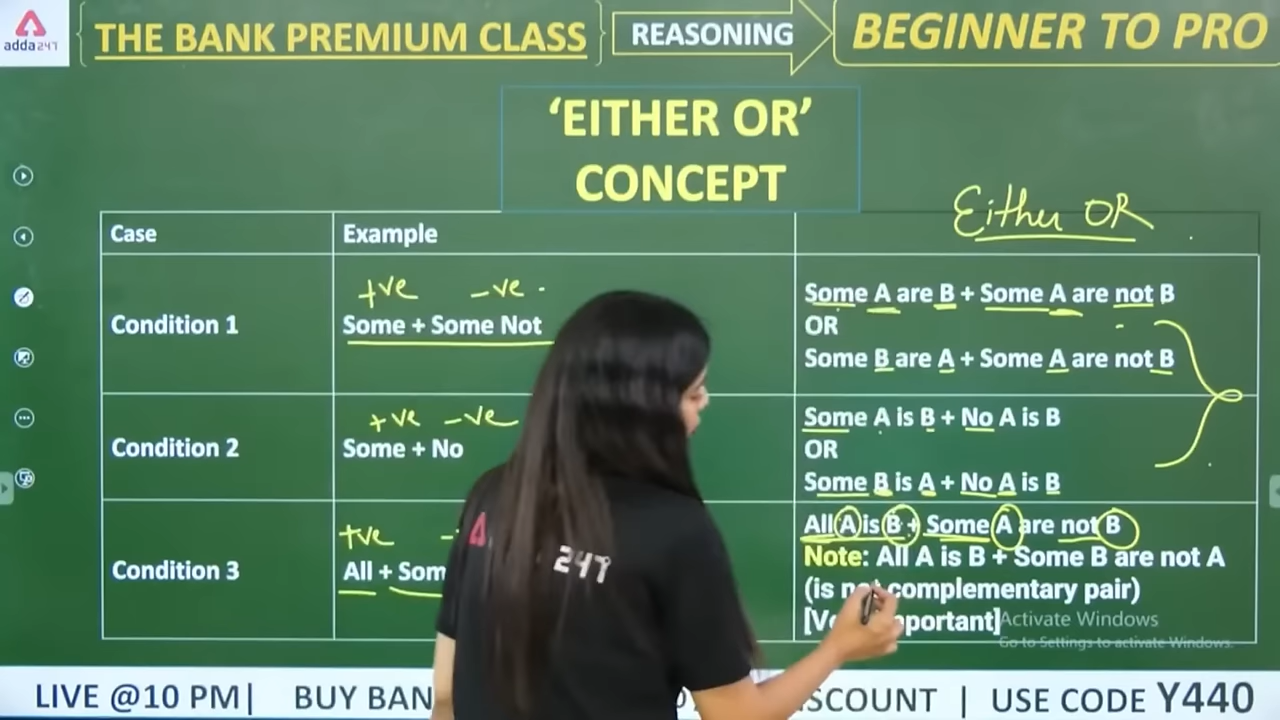 adda247
THE BANK PREMIUM CLASS
REASONING
BEGINNER TO PRO
‘EITHER OR’
CONCEPT
Either OR
Case
Example
Condition 1
+ve -ve
Some + Some Not
Some A are B + Some A are not B
OR
Some B are A + Some A are not B
Condition 2
+ve -ve
Some + No
Some A is B + No A is B
OR
Some B is A + No A is B
Condition 3
+ve
All + Som
All A is B + Some A are not B
Note: All A is B + Some B are not A
(is not complementary pair)
portant]
Activate Windows
Go to Settings to activate Windows.
247
LIVE @10 PM| BUY BAN
SCOUNT | USE CODE Y440